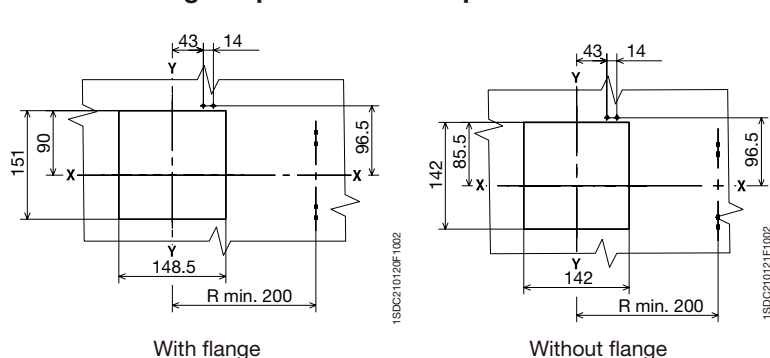 43 14
Y
151
90
96.5
X X
Y
148.5
R min. 200
1SDC210120F1002
With flange
43 14
Y
142
85.5
96.5
X X
Y
142
R min. 200
1SDC210121F1002
Without flange